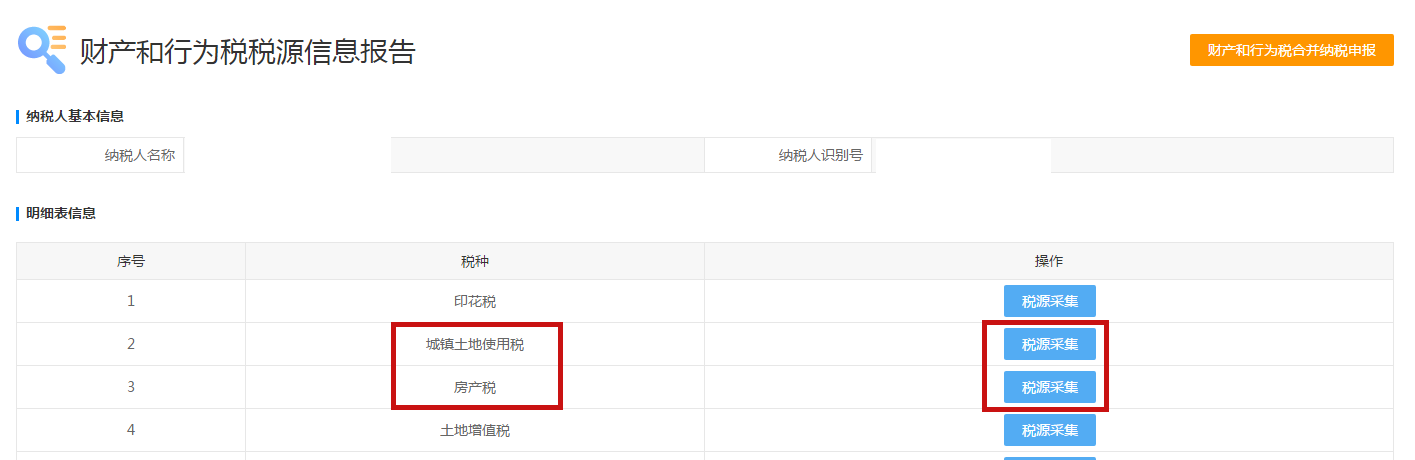 财产和行为税税源信息报告
财产和行为税合并纳税申报
纳税人基本信息
纳税人名称 纳税人识别号
明细表信息
序号 税种 操作
1 印花税 税源采集
2 城镇土地使用税 税源采集
3 房产税 税源采集
4 土地增值税 税源采集